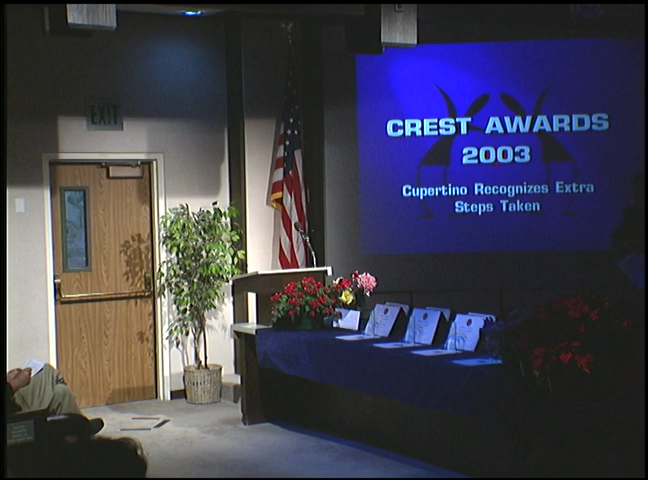 EXIT
CREST AWARDS
2003
Cupertino Recognizes Extra
Steps Taken